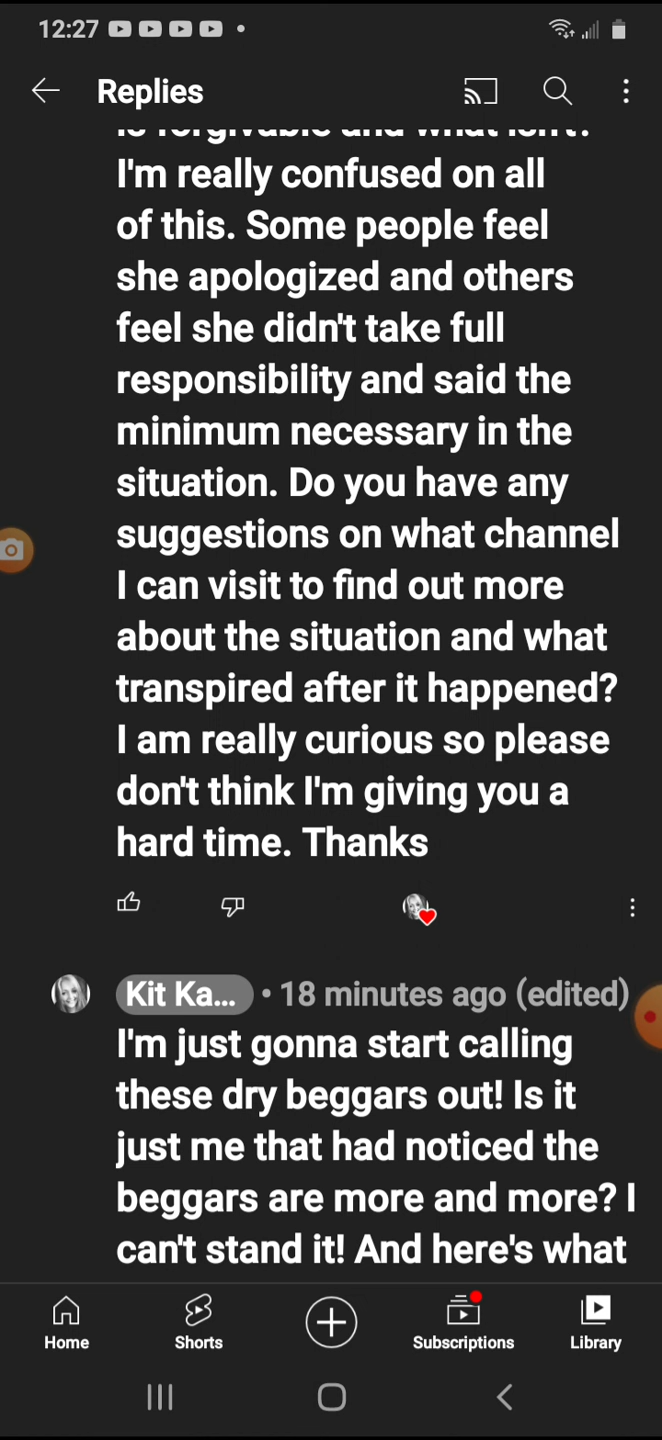 12:27
Replies
is forgivable and what isn't?
I'm really confused on all
of this. Some people feel
she apologized and others
feel she didn't take full
responsibility and said the
minimum necessary in the
situation. Do you have any
suggestions on what channel
I can visit to find out more
about the situation and what
transpired after it happened?
I am really curious so please
don't think I'm giving you a
hard time. Thanks
Kit Ka... • 18 minutes ago (edited)
I'm just gonna start calling
these dry beggars out! Is it
just me that had noticed the
beggars are more and more? I
can't stand it! And here's what
Home Shorts Subscriptions Library